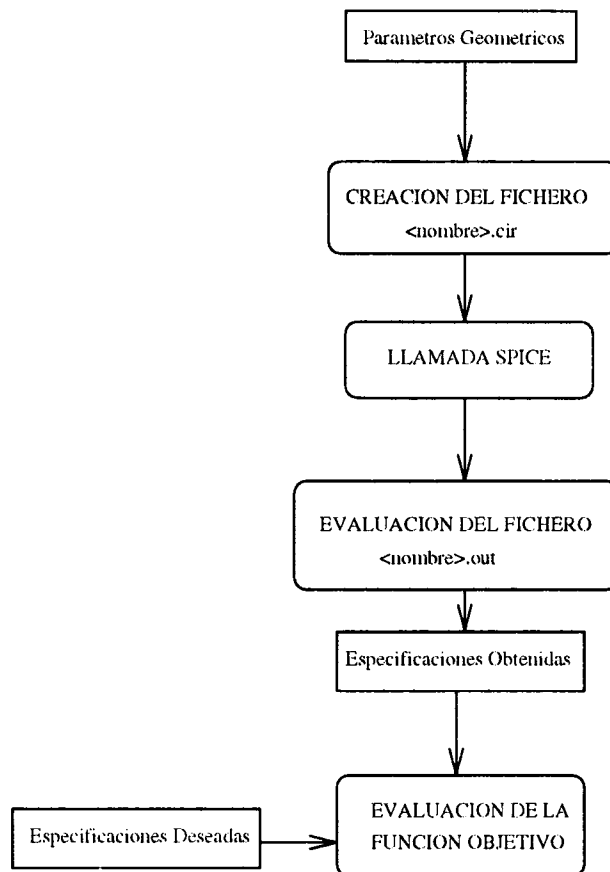 Parametros Geometricos
CREACION DEL FICHERO
<nombre>.cir
LLAMADA SPICE
EVALUACION DEL FICHERO
<nombre>.out
Especificaciones Obtenidas
Especificaciones Deseadas
EVALUACION DE LA
FUNCION OBJETIVO